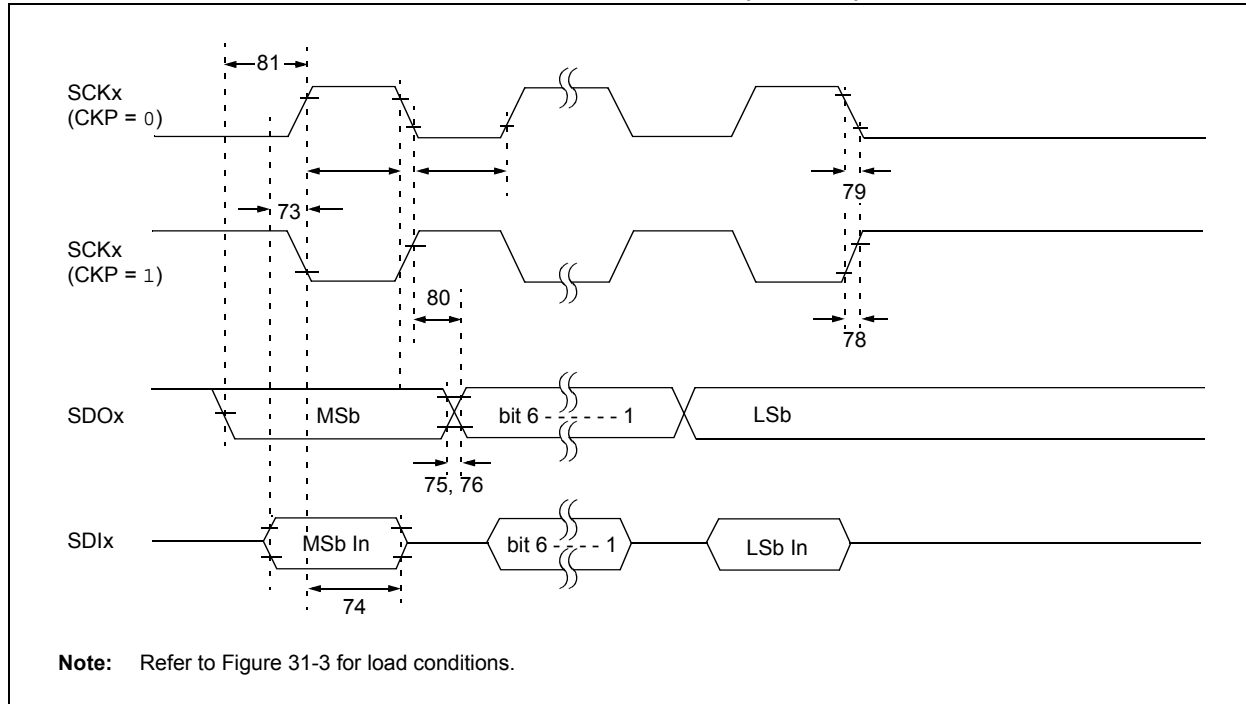 81
SCKx
(CKP = 0)
79
73
SCKx
(CKP = 1)
80
78
SDOx
MSb
bit 6 - - - - - - 1
LSb
75, 76
SDIx
MSb In
bit 6 - - - - 1
LSb In
74
Note: Refer to Figure 31-3 for load conditions.